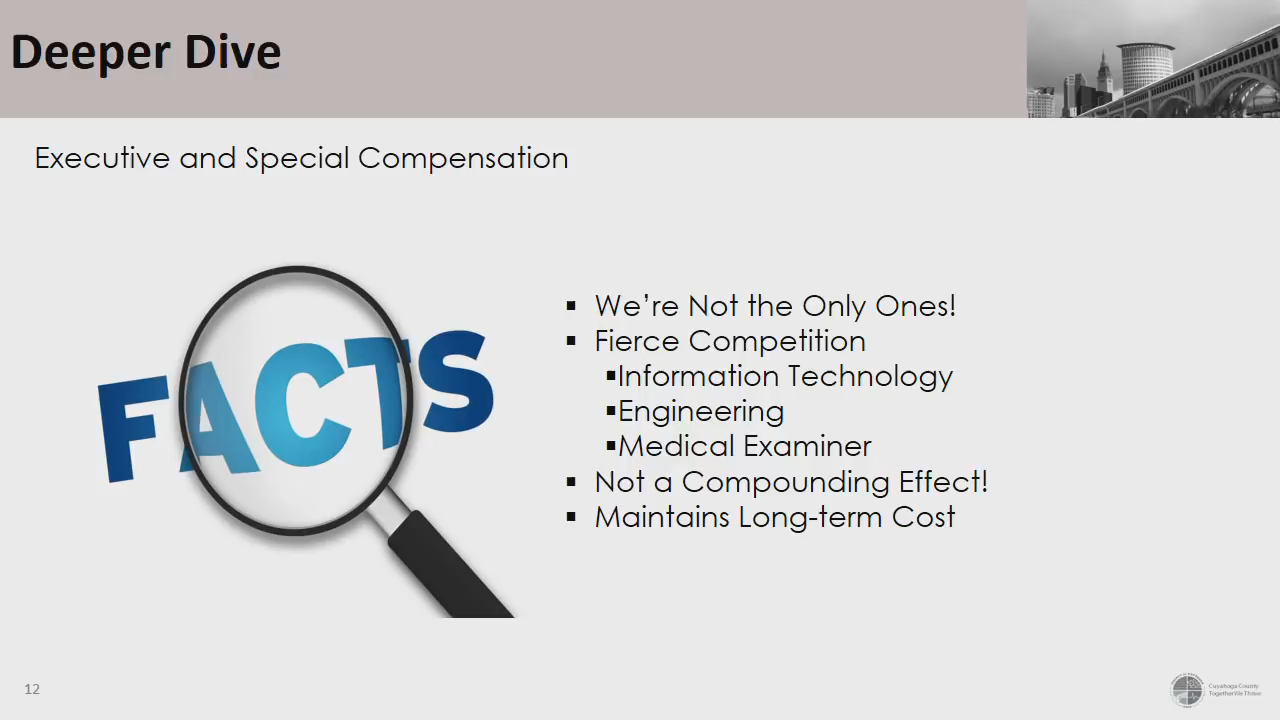 Deeper Dive
Executive and Special Compensation
FACTS
▪ We're Not the Only Ones!
▪ Fierce Competition
▪Information Technology
▪Engineering
▪Medical Examiner
▪ Not a Compounding Effect!
▪ Maintains Long-term Cost
12
Cuyahoga County
Together We Thrive